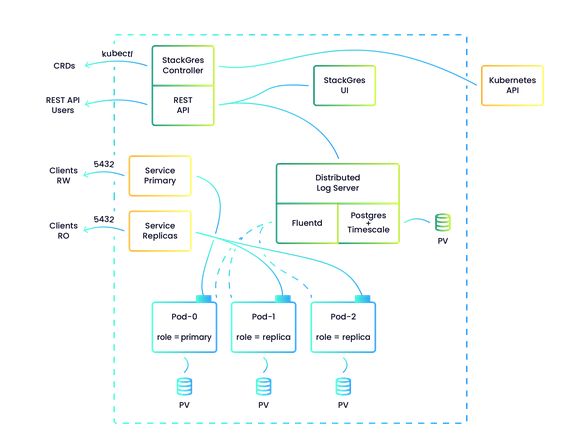 kubectl
CRDs
StackGres
Controller
REST API
Users
REST
API
StackGres
UI
Kubernetes
API
5432
Clients
RW
Service
Primary
5432
Clients
RO
Service
Replicas
Distributed
Log Server
Fluentd
Postgres
+
Timescale
PV
Pod-0
role = primary
Pod-1
role = replica
Pod-2
role = replica
PV
PV
PV